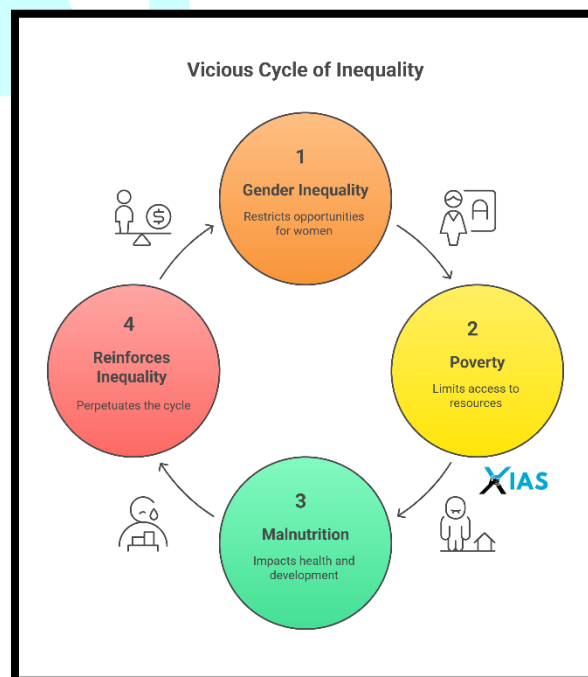 Vicious Cycle of Inequality
1
Gender Inequality
Restricts opportunities
for women
A
2
Poverty
Limits access to
resources
XIAS
3
Malnutrition
Impacts health and
development
4
Reinforces
Inequality
Perpetuates the cycle
$